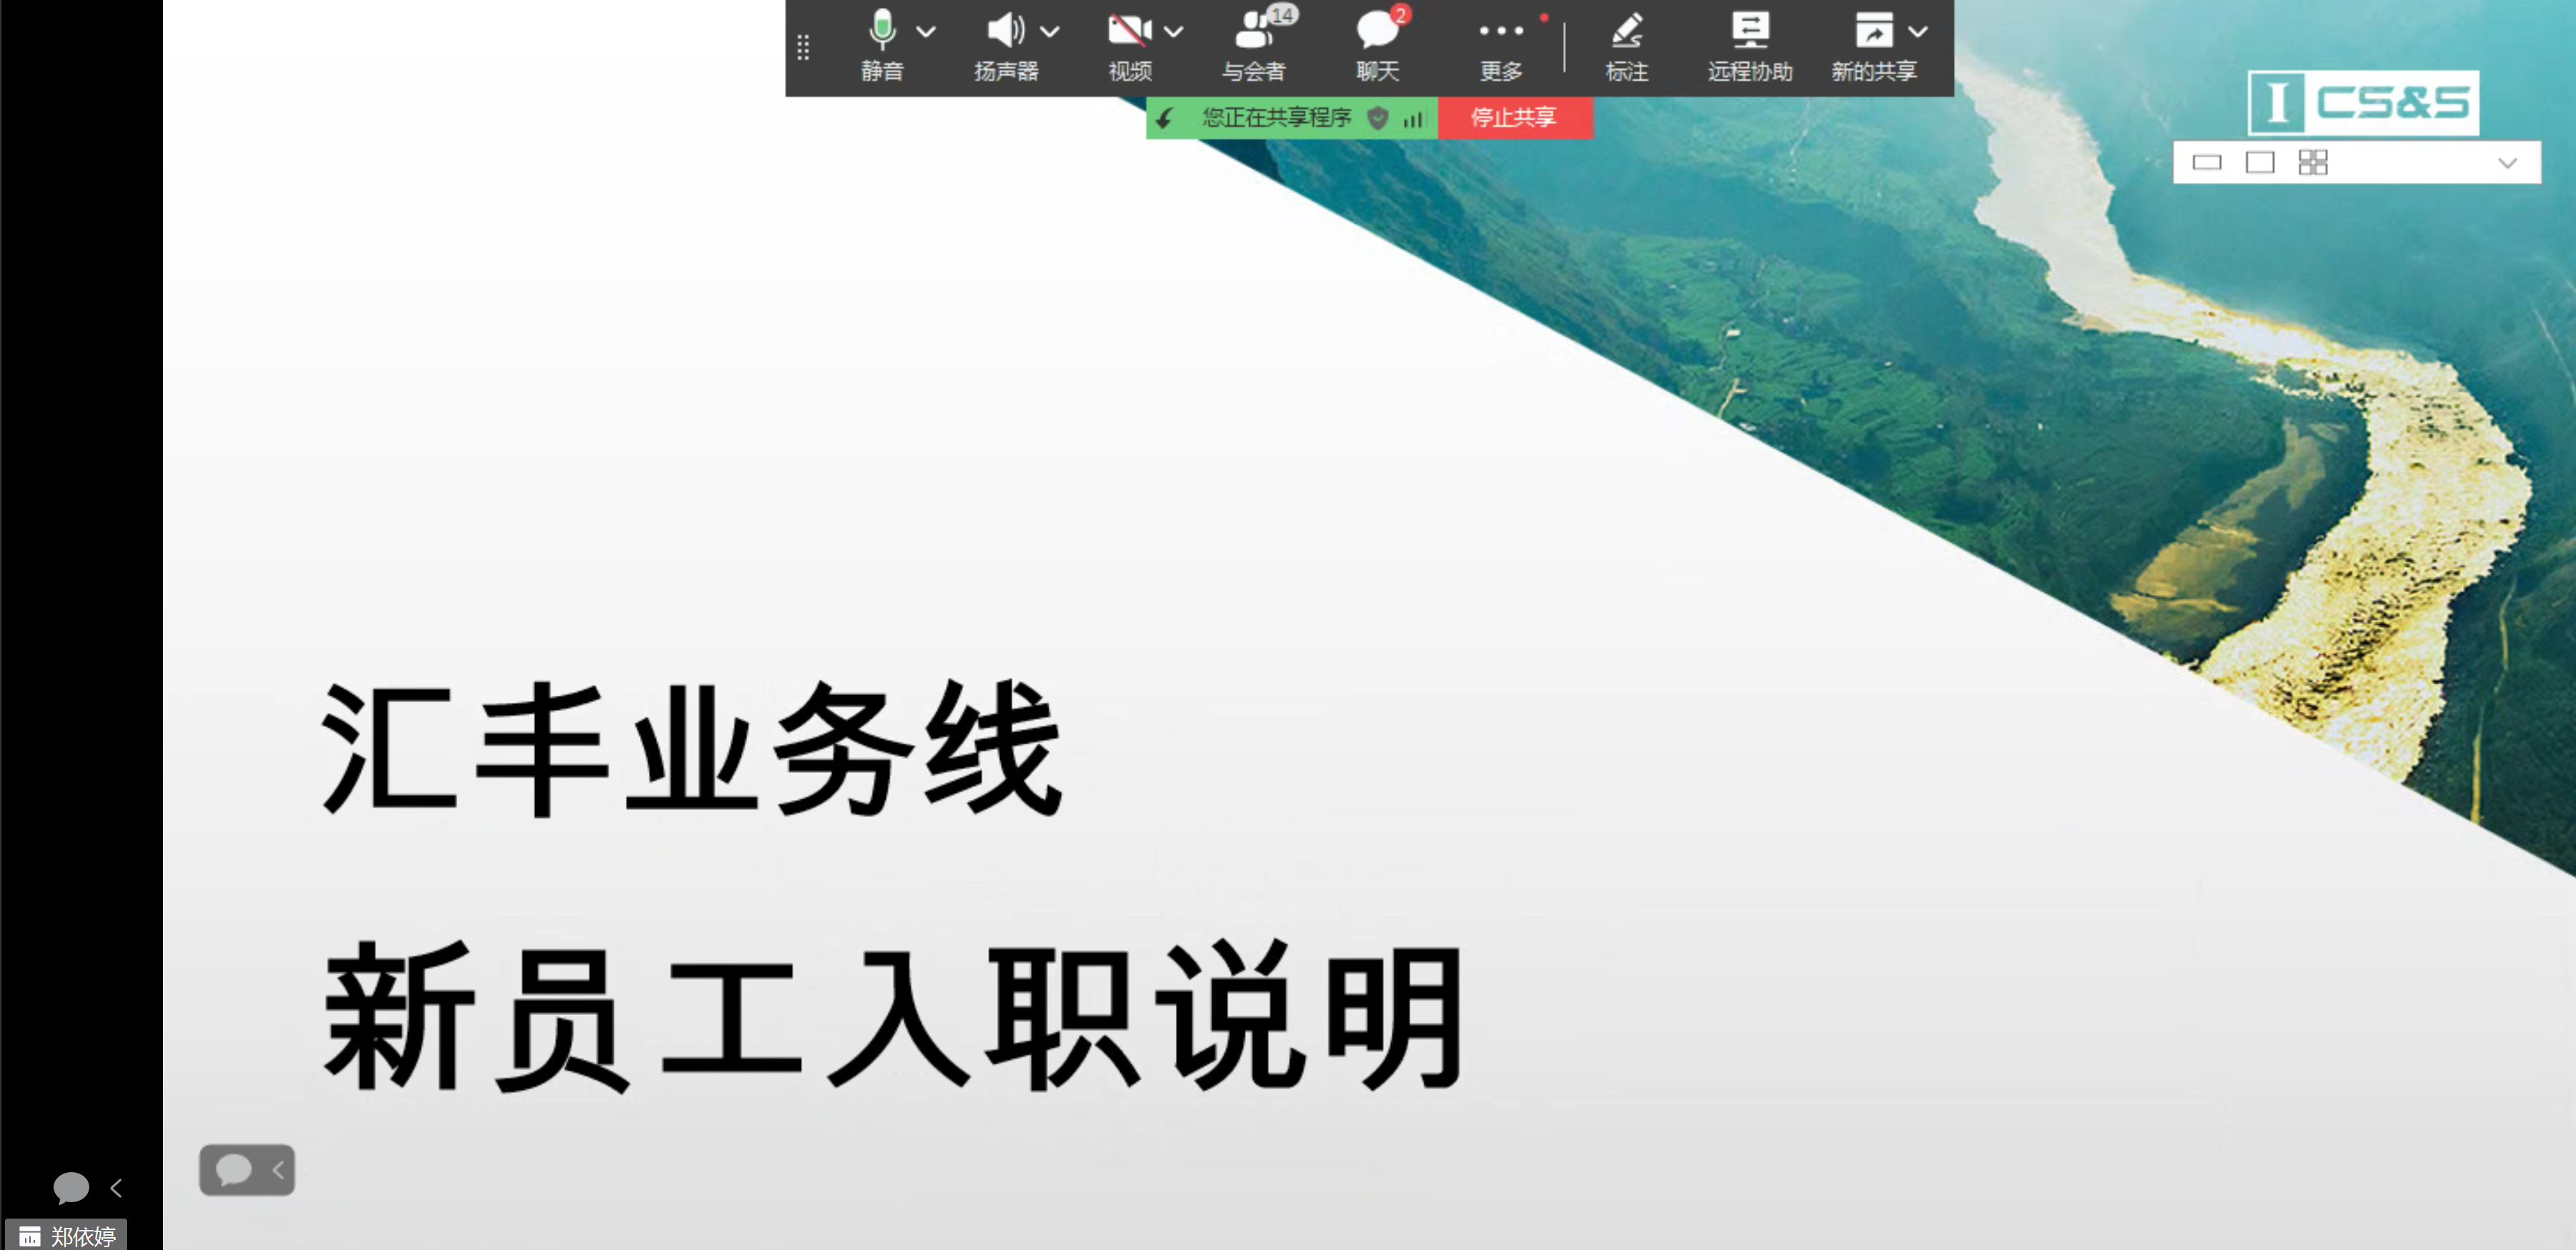 14
2
静音
扬声器
视频
与会者
聊天
更多
标注
远程协助
新的共享
您正在共享程序
停止共享
I CS&S
汇丰业务线
新员工入职说明
郑依婷